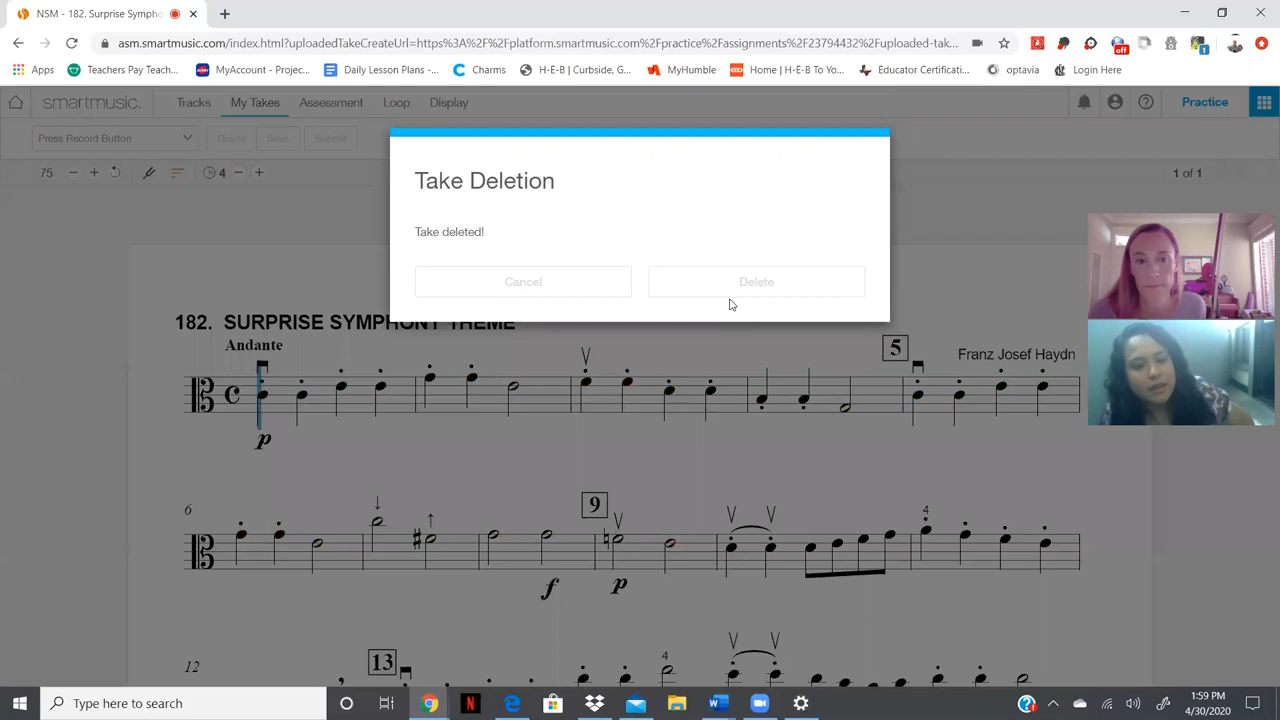 NSM - 182. Surprise Sympho
asm.smartmusic.com/index.html?uploadedTakeCreateUrl=https%3A%2F%2Fplatform.smartmusic.com%2Fpractice%2Fassignments%2F23794432%2Fuploaded-tak...
Apps Teachers Pay Teach... MyAccount - Projec... Daily Lesson Plans -... Charms H-E-B | Curbside, G... MyHumble Home | H-E-B To Yo... Educator Certificati... optavia Login Here
off
1
smartmusic. Tracks My Takes Assessment Loop Display Practice
Press Record Button Delete Save Submit
75 4 1 of 1
Take Deletion
Take deleted!
Cancel Delete
182. SURPRISE SYMPHONY THEME
Andante
5
Franz Josef Haydn
p
6
9
4
f p
12
13
4
Type here to search
1:59 PM
4/30/2020